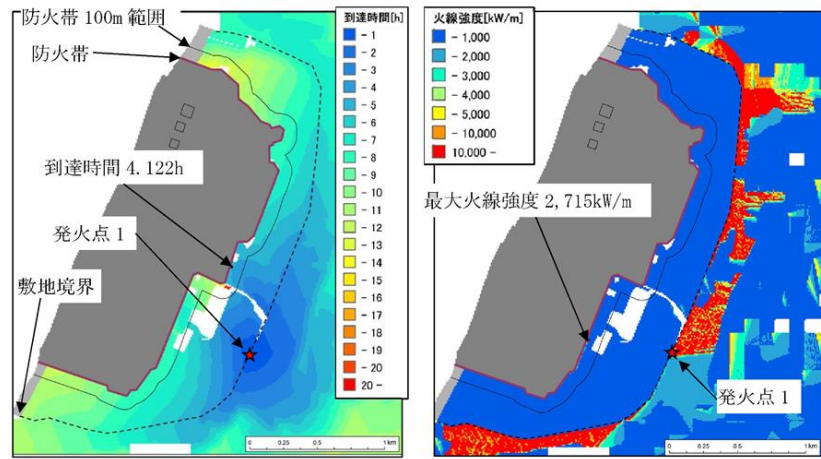 防火帯 100m 範囲
防火帯
到達時間 4.122h
発火点 1
敷地境界
到達時間[h]
- 1
- 2
- 3
- 4
- 5
- 6
- 7
- 8
- 9
- 10
- 11
- 12
- 13
- 14
- 15
- 16
- 17
- 18
- 19
- 20
20 -
0 0.25 0.5 1 km
火線強度[kW/m]
- 1,000
- 2,000
- 3,000
- 4,000
- 5,000
- 10,000
10,000 -
最大火線強度 2,715kW/m
発火点 1
0 0.25 0.5 1 km